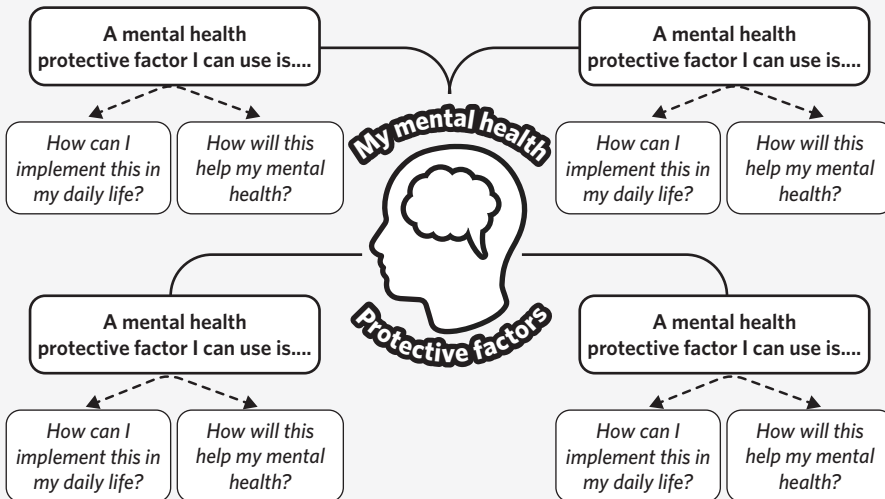 A mental health
protective factor I can use is....
A mental health
protective factor I can use is....
How can I
implement this in
my daily life?
How will this
help my mental
health?
My mental health
How can I
implement this in
my daily life?
How will this
help my mental
health?
Protective factors
A mental health
protective factor I can use is....
A mental health
protective factor I can use is....
How can I
implement this in
my daily life?
How will this
help my mental
health?
How can I
implement this in
my daily life?
How will this
help my mental
health?